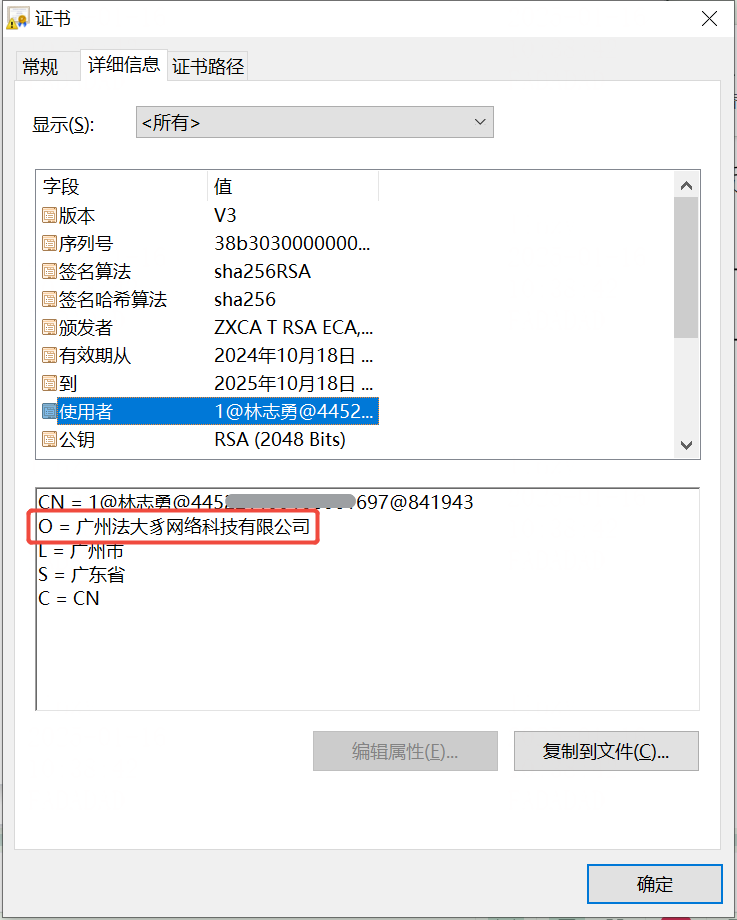 证书
常规
详细信息
证书路径
显示(S):
<所有>
字段 值
版本 V3
序列号 38b3030000000...
签名算法 sha256RSA
签名哈希算法 sha256
颁发者 ZXCA T RSA ECA,...
有效期从 2024年10月18日 ...
到 2025年10月18日 ...
使用者 1@林志勇@4452...
公钥 RSA (2048 Bits)
CN = 1@林志勇@4452 697@841943
O = 广州法大豸网络科技有限公司
L = 广州市
S = 广东省
C = CN
编辑属性(E)...
复制到文件(C)...
确定